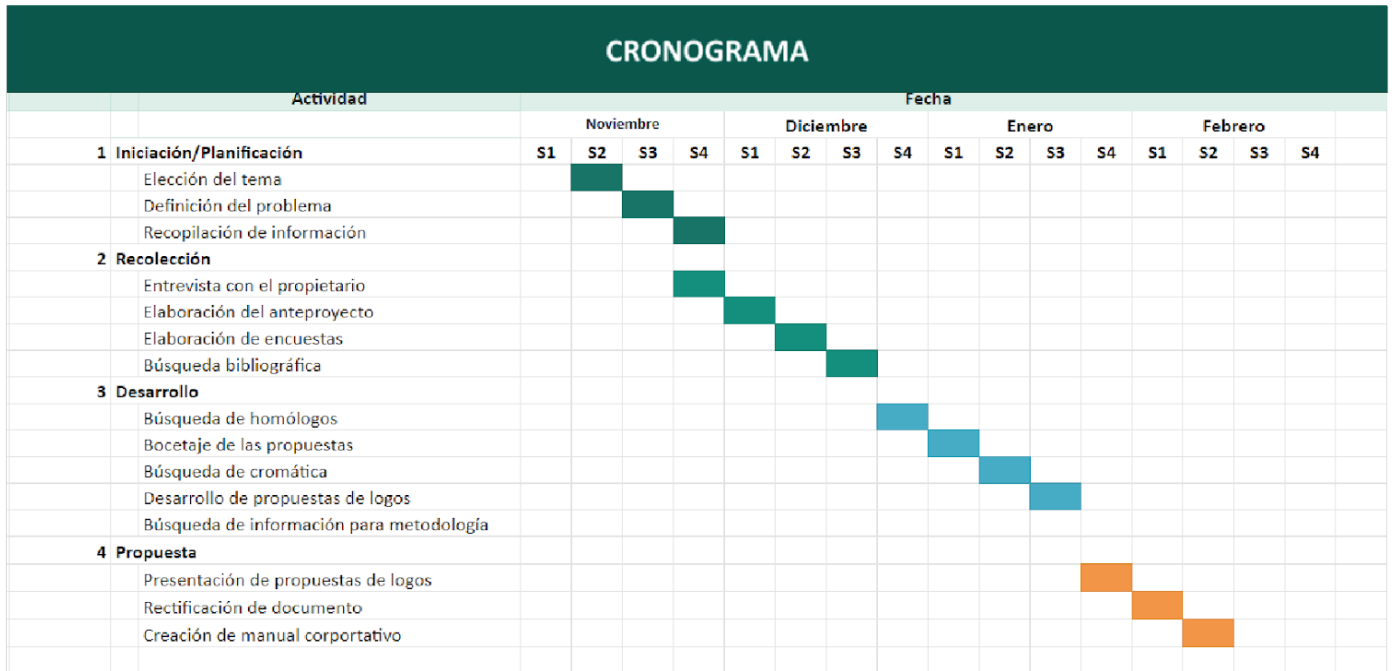 CRONOGRAMA
Actividad Fecha
Noviembre Diciembre Enero Febrero
1 Iniciación/Planificación S1 S2 S3 S4 S1 S2 S3 S4 S1 S2 S3 S4 S1 S2 S3 S4
Elección del tema
Definición del problema
Recopilación de información
2 Recolección
Entrevista con el propietario
Elaboración del anteproyecto
Elaboración de encuestas
Búsqueda bibliográfica
3 Desarrollo
Búsqueda de homólogos
Bocetaje de las propuestas
Búsqueda de cromática
Desarrollo de propuestas de logos
Búsqueda de información para metodología
4 Propuesta
Presentación de propuestas de logos
Rectificación de documento
Creación de manual corportativo